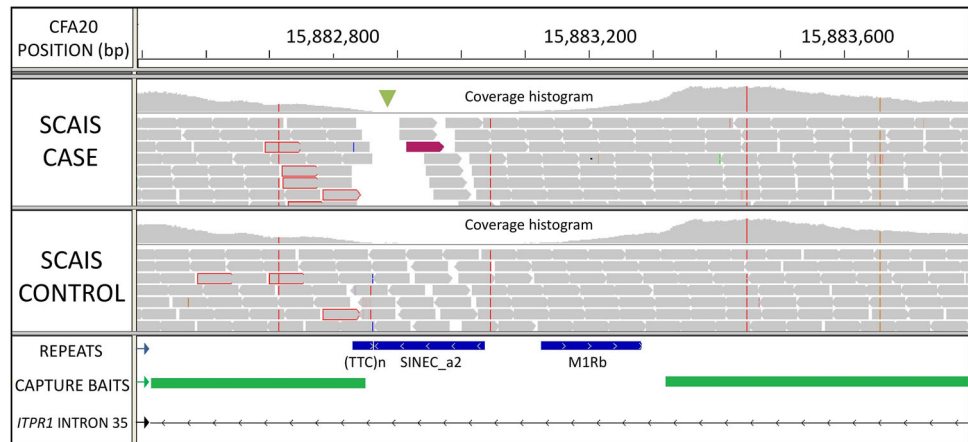 CFA20
POSITION (bp)
15,882,800
15,883,200
15,883,600
Coverage histogram
SCAIS
CASE
Coverage histogram
SCAIS
CONTROL
REPEATS
(TTC)n
SINEC_a2
M1Rb
CAPTURE BAITS
ITPR1 INTRON 35